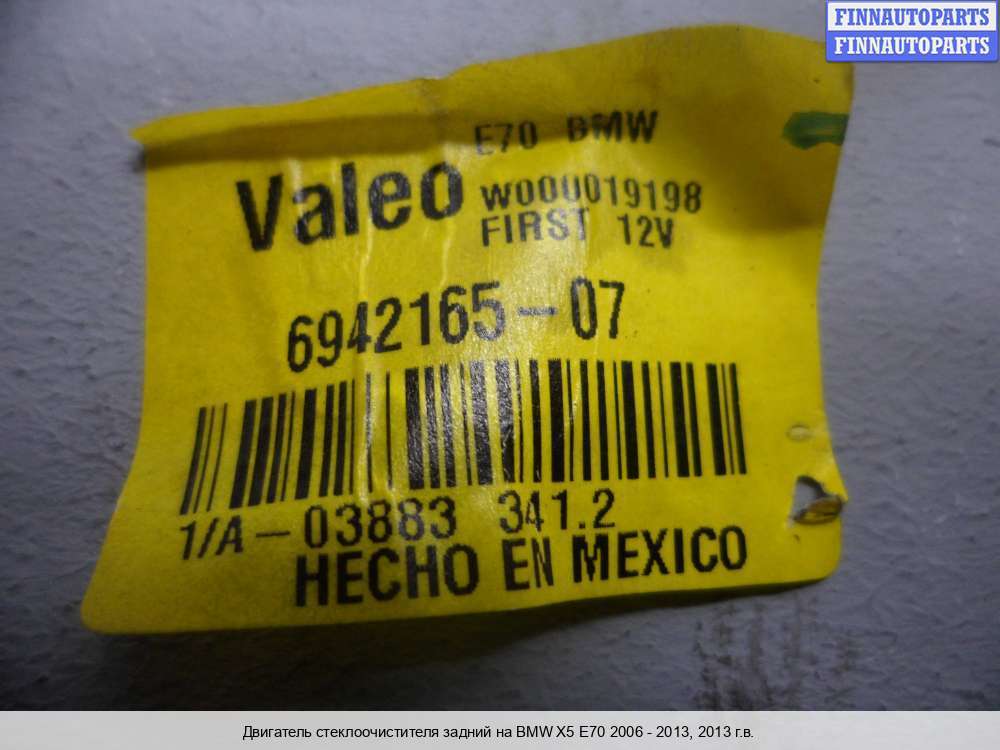 FINNAUTOPARTS
FINNAUTOPARTS
E70 BMW
Valeo W000019198
FIRST 12V
6942165-07
1/A-03883 341.2
HECHO EN MEXICO
Двигатель стеклоочистителя задний на BMW X5 E70 2006 - 2013, 2013 г.в.